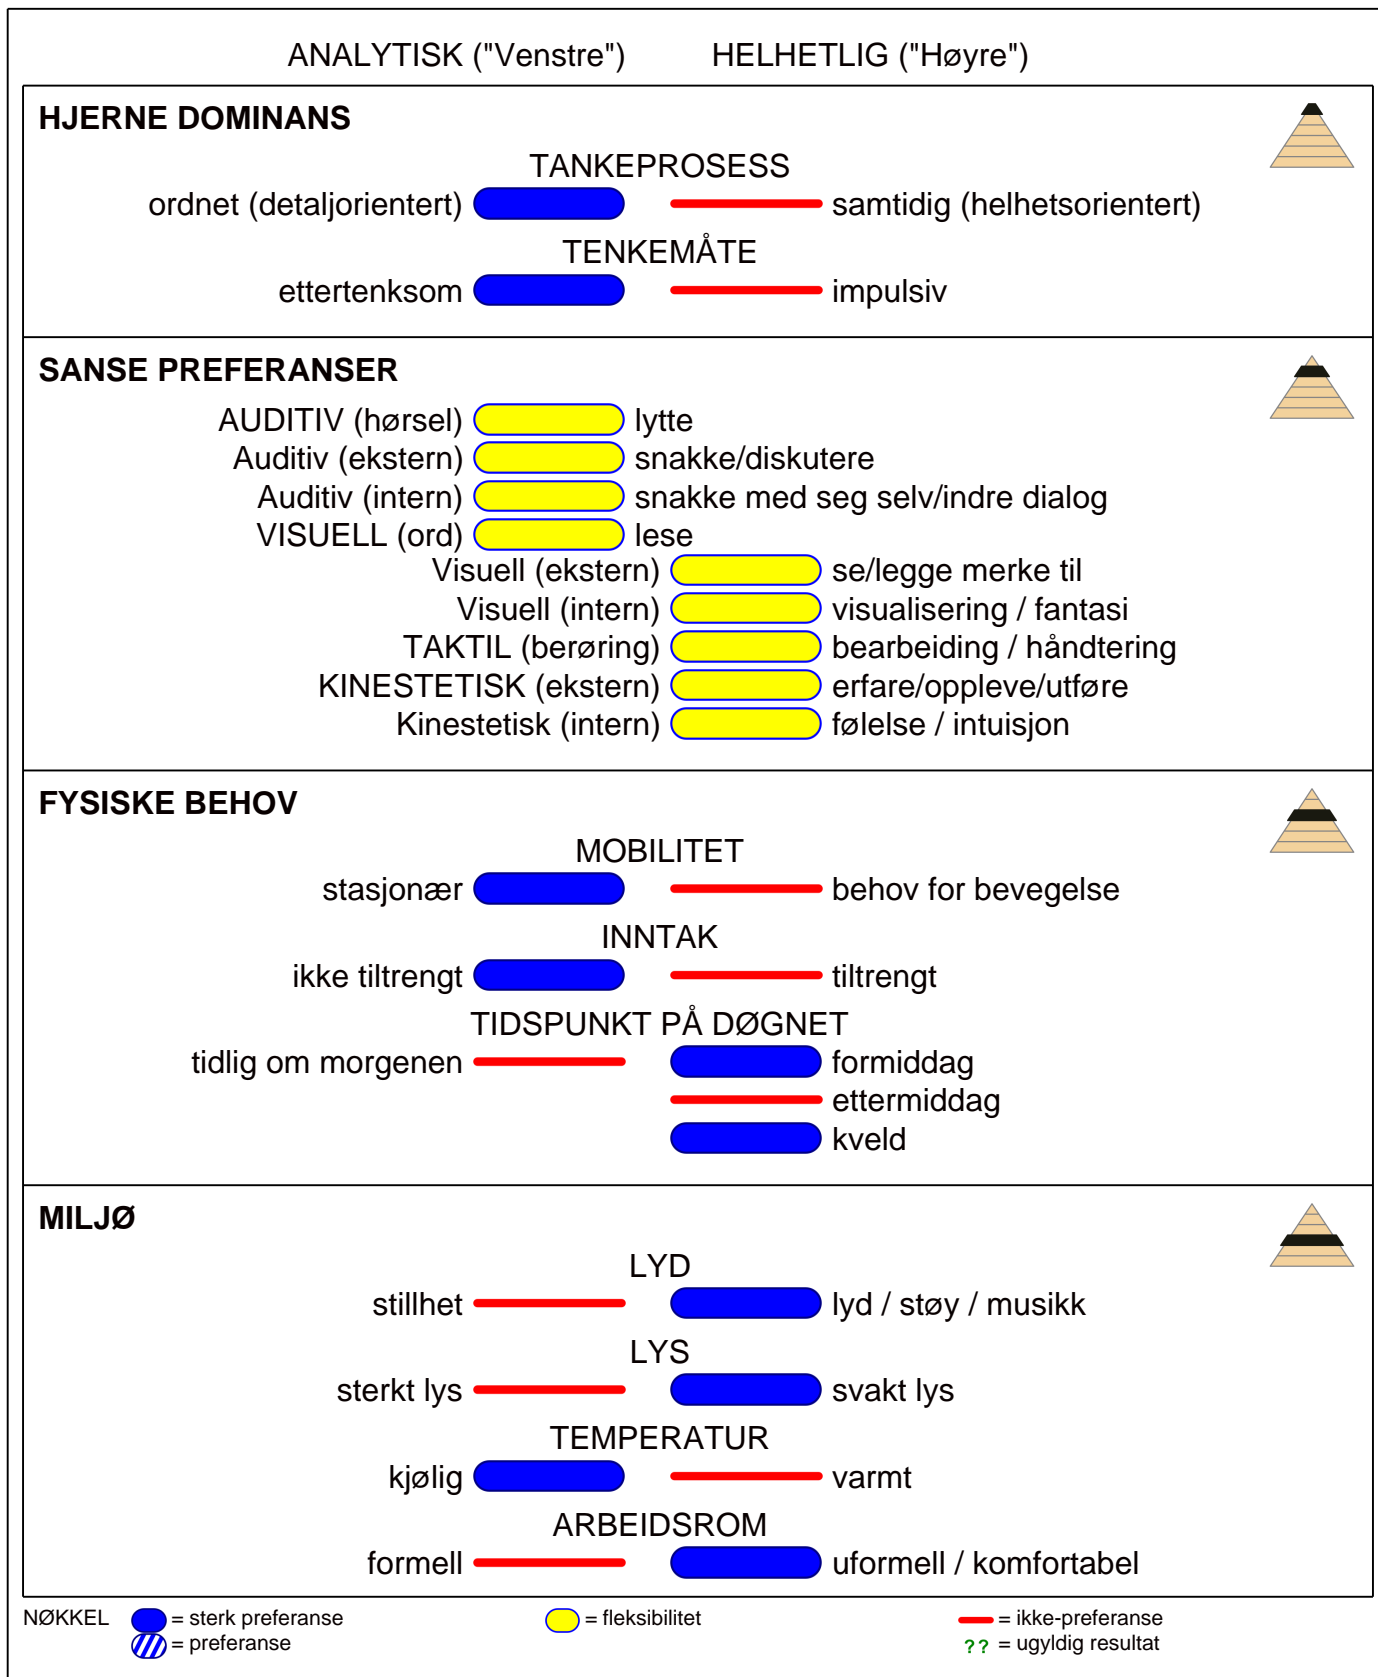 ANALYTISK ("Venstre") HELHETLIG ("Høyre")
HJERNE DOMINANS
TANKEPROSESS
ordnet (detaljorientert) samtidig (helhetsorientert)
TENKEMÅTE
ettertenksom impulsiv
SANSE PREFERANSER
AUDITIV (hørsel) lytte
Auditiv (ekstern) snakke/diskutere
Auditiv (intern) snakke med seg selv/indre dialog
VISUELL (ord) lese
Visuell (ekstern) se/legge merke til
Visuell (intern) visualisering / fantasi
TAKTIL (berøring) bearbeiding / håndtering
KINESTETISK (ekstern) erfare/oppleve/utføre
Kinestetisk (intern) følelse / intuisjon
FYSISKE BEHOV
MOBILITET
stasjonær behov for bevegelse
INNTAK
ikke tiltrengt tiltrengt
TIDSPUNKT PÅ DØGNET
tidlig om morgenen formiddag
ettermiddag
kveld
MILJØ
LYD
stillhet lyd / støy / musikk
LYS
sterkt lys svakt lys
TEMPERATUR
kjølig varmt
ARBEIDSROM
formell uformell / komfortabel
NØKKEL = sterk preferanse = fleksibilitet = ikke-preferanse
= preferanse ?? = ugyldig resultat